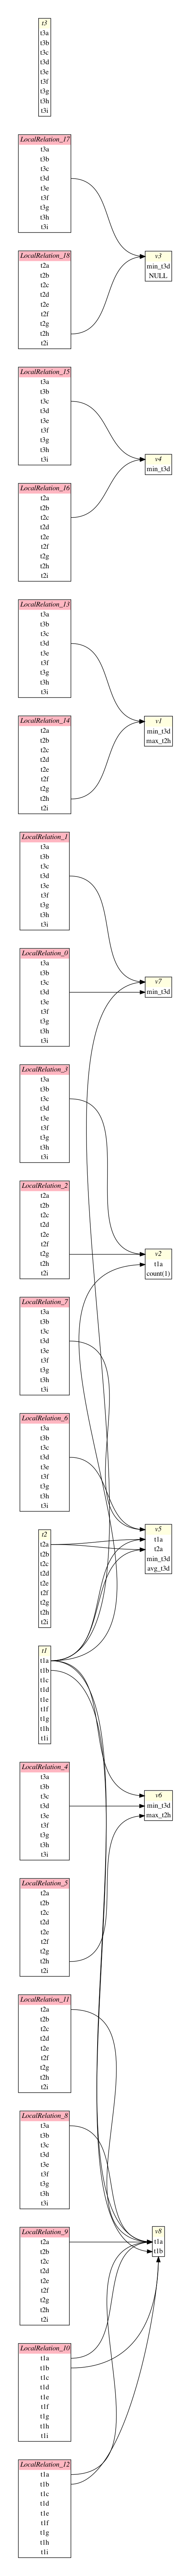 t3
t3a
t3b
t3c
t3d
t3e
t3f
t3g
t3h
t3i
LocalRelation_17
t3a
t3b
t3c
t3d
t3e
t3f
t3g
t3h
t3i
LocalRelation_18
t2a
t2b
t2c
t2d
t2e
t2f
t2g
t2h
t2i
LocalRelation_15
t3a
t3b
t3c
t3d
t3e
t3f
t3g
t3h
t3i
LocalRelation_16
t2a
t2b
t2c
t2d
t2e
t2f
t2g
t2h
t2i
LocalRelation_13
t3a
t3b
t3c
t3d
t3e
t3f
t3g
t3h
t3i
LocalRelation_14
t2a
t2b
t2c
t2d
t2e
t2f
t2g
t2h
t2i
LocalRelation_1
t3a
t3b
t3c
t3d
t3e
t3f
t3g
t3h
t3i
LocalRelation_0
t3a
t3b
t3c
t3d
t3e
t3f
t3g
t3h
t3i
LocalRelation_3
t3a
t3b
t3c
t3d
t3e
t3f
t3g
t3h
t3i
LocalRelation_2
t2a
t2b
t2c
t2d
t2e
t2f
t2g
t2h
t2i
LocalRelation_7
t3a
t3b
t3c
t3d
t3e
t3f
t3g
t3h
t3i
LocalRelation_6
t3a
t3b
t3c
t3d
t3e
t3f
t3g
t3h
t3i
t2
t2a
t2b
t2c
t2d
t2e
t2f
t2g
t2h
t2i
t1
t1a
t1b
t1c
t1d
t1e
t1f
t1g
t1h
t1i
LocalRelation_4
t3a
t3b
t3c
t3d
t3e
t3f
t3g
t3h
t3i
LocalRelation_5
t2a
t2b
t2c
t2d
t2e
t2f
t2g
t2h
t2i
LocalRelation_11
t2a
t2b
t2c
t2d
t2e
t2f
t2g
t2h
t2i
LocalRelation_8
t3a
t3b
t3c
t3d
t3e
t3f
t3g
t3h
t3i
LocalRelation_9
t2a
t2b
t2c
t2d
t2e
t2f
t2g
t2h
t2i
LocalRelation_10
t1a
t1b
t1c
t1d
t1e
t1f
t1g
t1h
t1i
LocalRelation_12
t1a
t1b
t1c
t1d
t1e
t1f
t1g
t1h
t1i
v3
min_t3d
NULL
v4
min_t3d
v1
min_t3d
max_t2h
v7
min_t3d
v2
t1a
count(1)
v5
t1a
t2a
min_t3d
avg_t3d
v6
min_t3d
max_t2h
v8
t1a
t1b